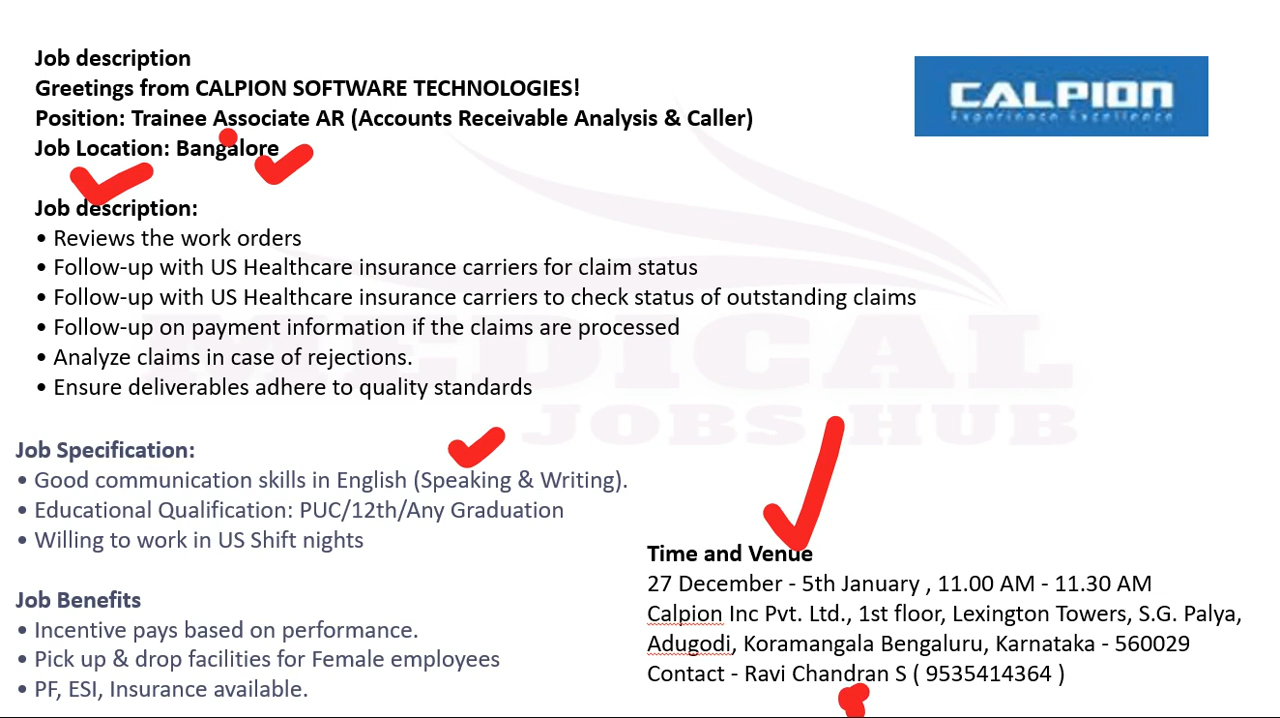 Job description
Greetings from CALPION SOFTWARE TECHNOLOGIES!
Position: Trainee Associate AR (Accounts Receivable Analysis & Caller)
Job Location: Bangalore
CALPION
Experience Excellence
Job description:
• Reviews the work orders
• Follow-up with US Healthcare insurance carriers for claim status
• Follow-up with US Healthcare insurance carriers to check status of outstanding claims
• Follow-up on payment information if the claims are processed
• Analyze claims in case of rejections.
• Ensure deliverables adhere to quality standards
MEDICAL
JOBS HUB
Job Specification:
• Good communication skills in English (Speaking & Writing).
• Educational Qualification: PUC/12th/Any Graduation
• Willing to work in US Shift nights
Job Benefits
• Incentive pays based on performance.
• Pick up & drop facilities for Female employees
• PF, ESI, Insurance available.
Time and Venue
27 December - 5th January , 11.00 AM - 11.30 AM
Calpion Inc Pvt. Ltd., 1st floor, Lexington Towers, S.G. Palya,
Adugodi, Koramangala Bengaluru, Karnataka - 560029
Contact - Ravi Chandran S ( 9535414364 )